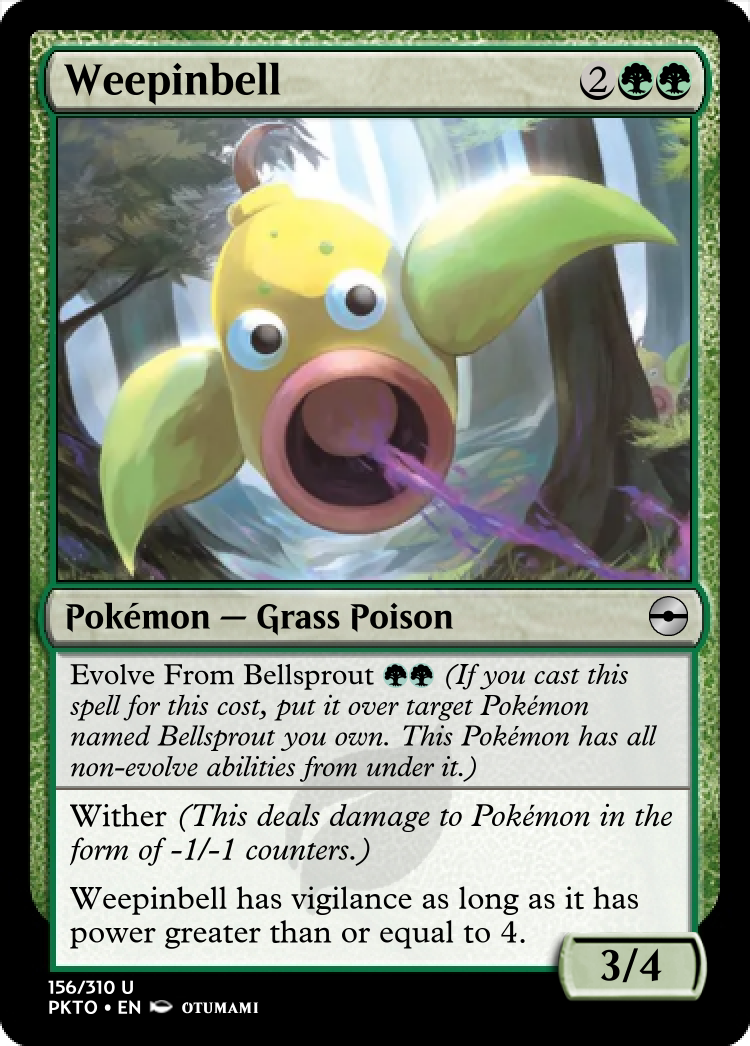 Weepinbell 2
Pokémon — Grass Poison
Evolve From Bellsprout (If you cast this
spell for this cost, put it over target Pokémon
named Bellsprout you own. This Pokémon has all
non-evolve abilities from under it.)
Wither (This deals damage to Pokémon in the
form of -1/-1 counters.)
Weepinbell has vigilance as long as it has
power greater than or equal to 4.
3/4
156/310 U
PKTO • EN OTUMAMI